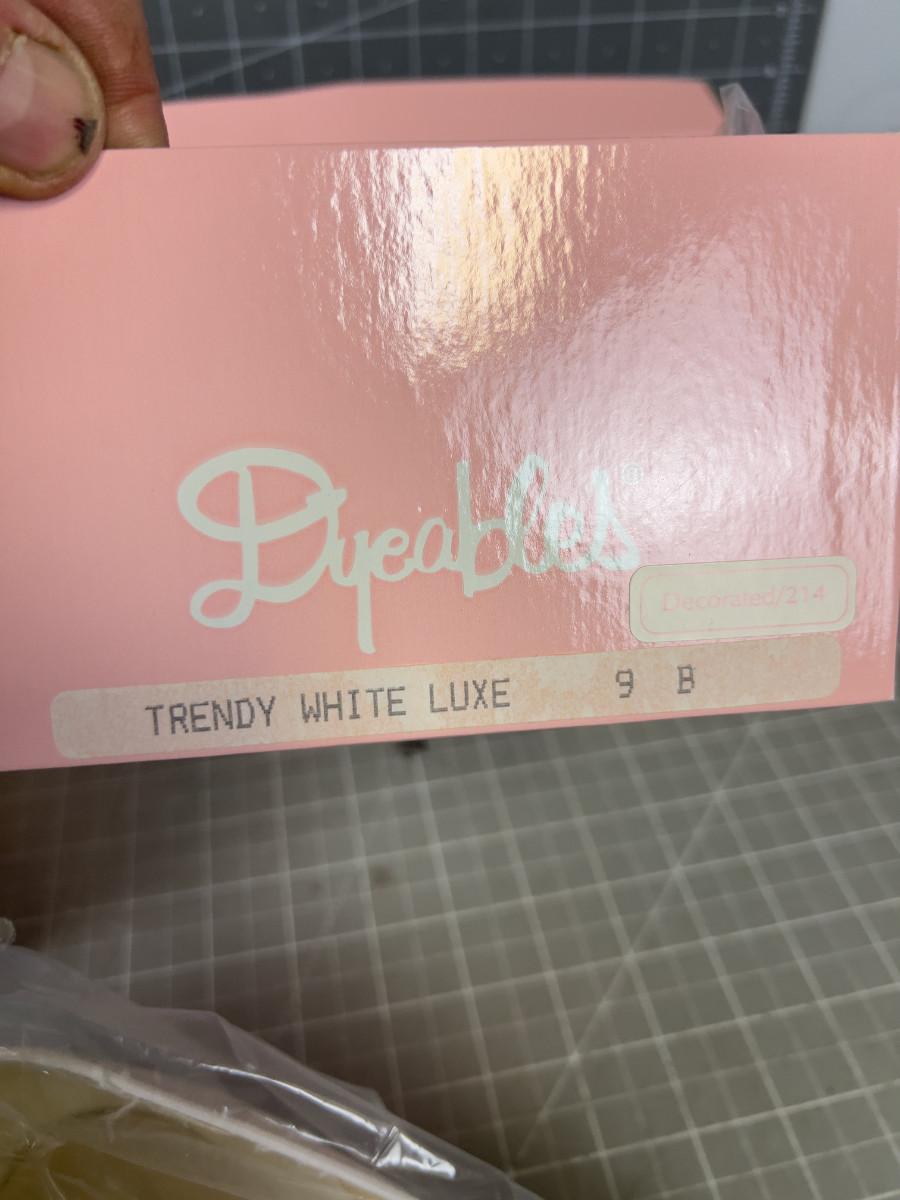 Dyeables®
Decorated/214
TRENDY WHITE LUXE 9 B